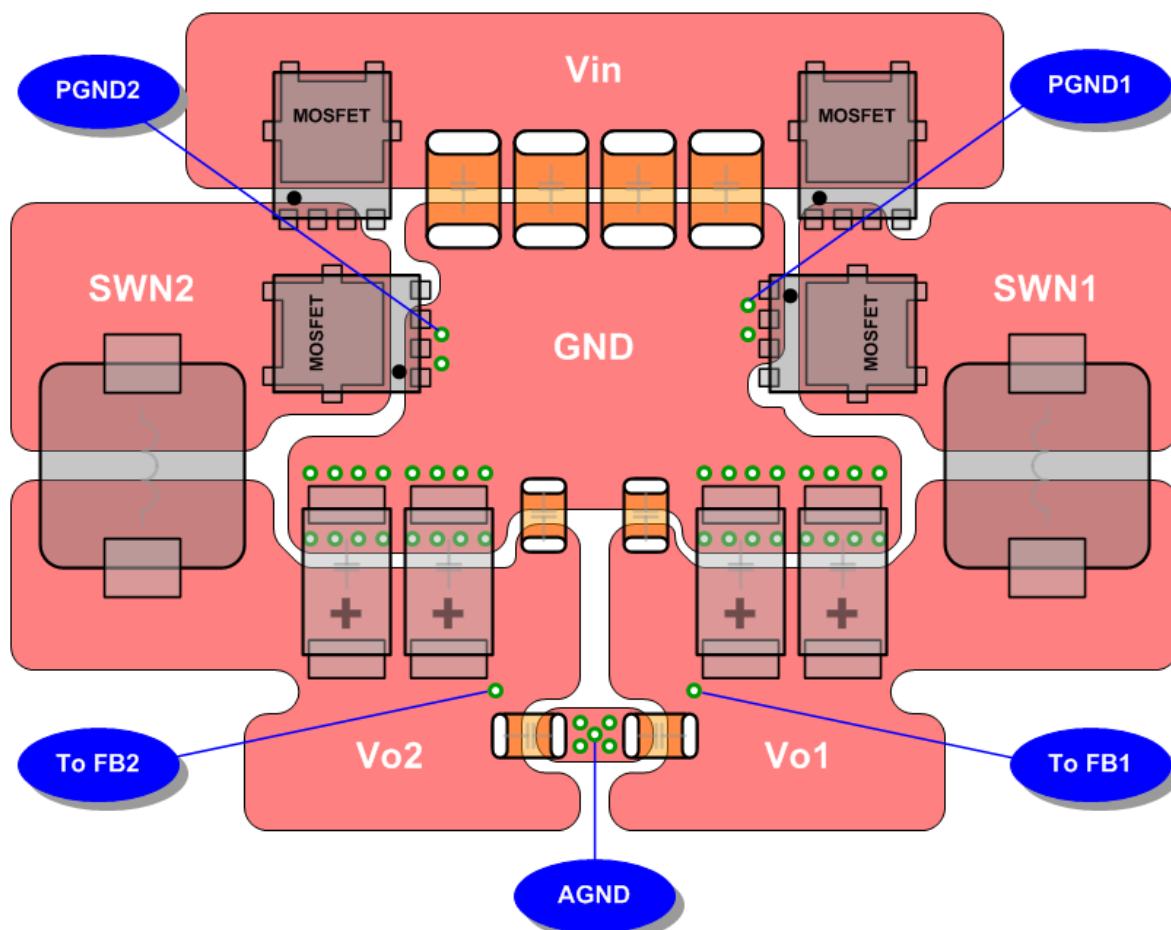 Vin
PGND2
PGND1
MOSFET
MOSFET
SWN2
SWN1
MOSFET
GND
MOSFET
+
+
+
+
To FB2
Vo2
Vo1
To FB1
AGND